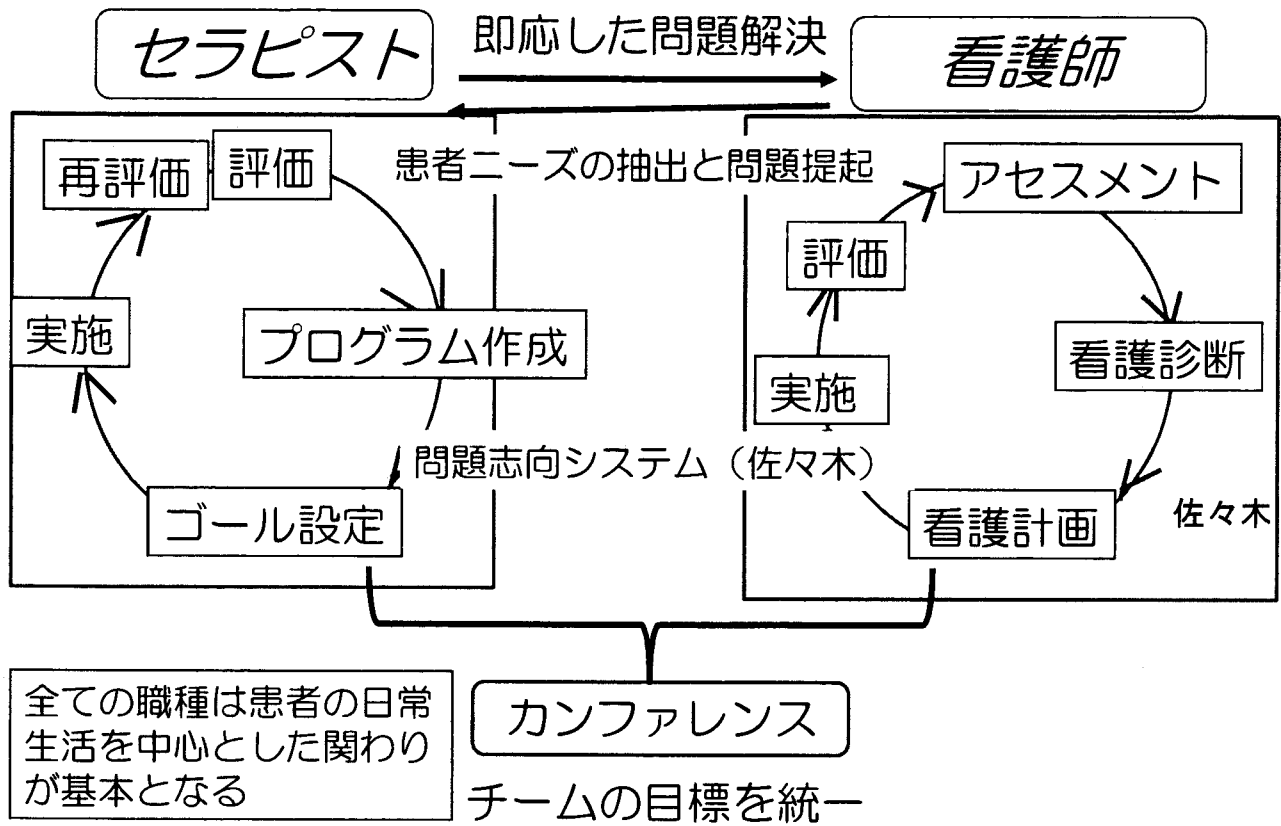 セラピスト
即応した問題解決
看護師
患者ニーズの抽出と問題提起
再評価
評価
プログラム作成
ゴール設定
実施
アセスメント
看護診断
看護計画
実施
評価
問題志向システム（佐々木）
佐々木
カンファレンス
チームの目標を統一
全ての職種は患者の日常
生活を中心とした関わり
が基本となる